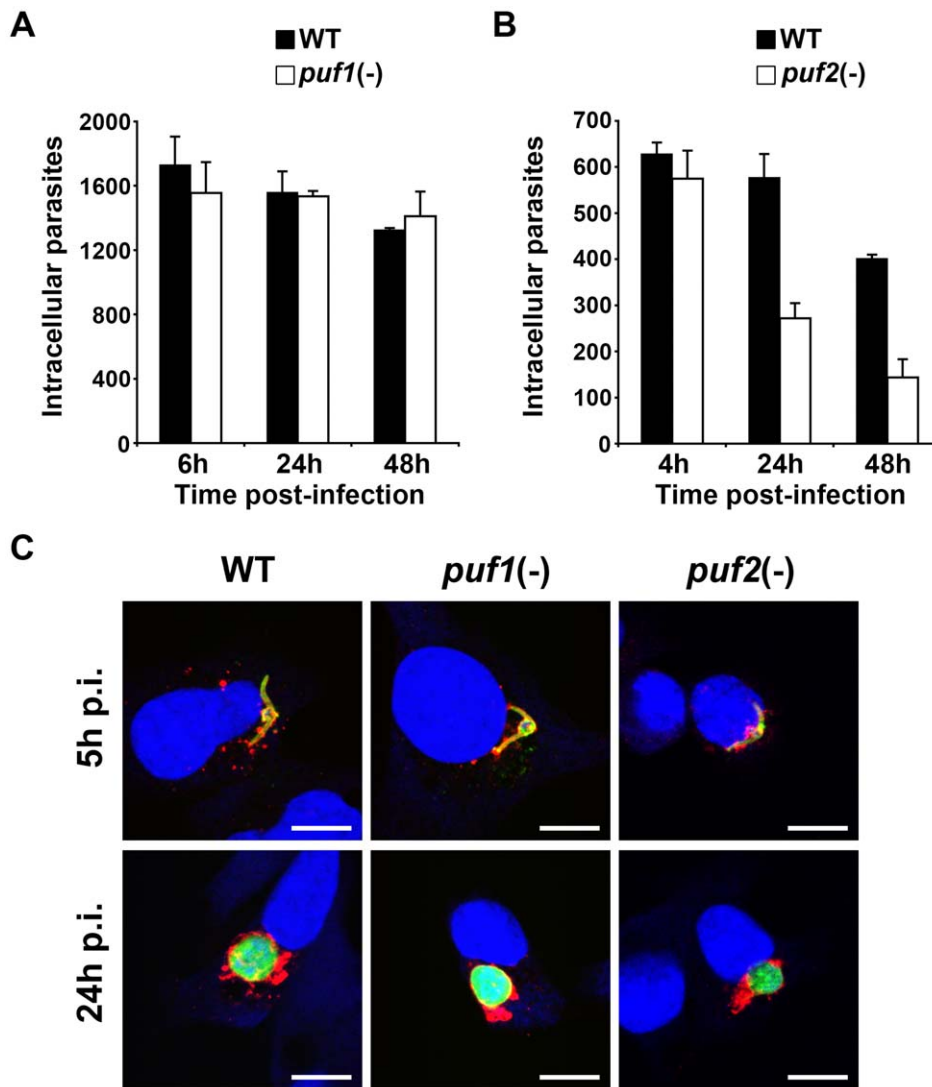 A
WT
puf1(-)
Intracellular parasites
2000
1600
1200
800
400
0
6h 24h 48h
Time post-infection
B
WT
puf2(-)
Intracellular parasites
700
600
500
400
300
200
100
0
4h 24h 48h
Time post-infection
C
WT puf1(-) puf2(-)
5h p.i.
24h p.i.